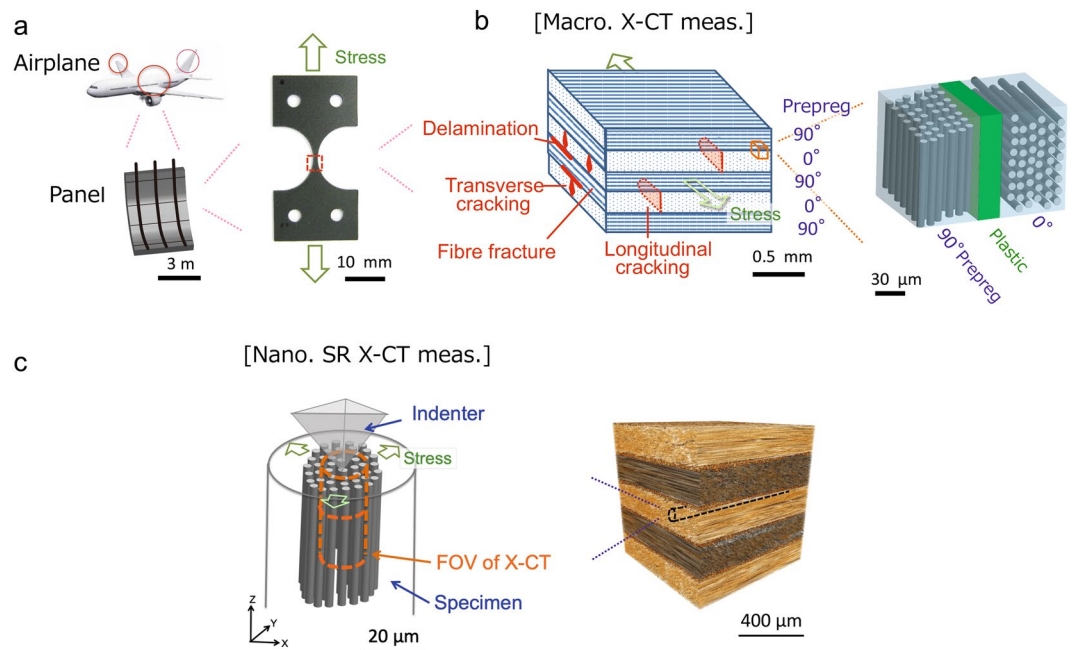 a
Airplane
Panel
3 m
Stress
10 mm
b
[Macro. X-CT meas.]
Delamination
Transverse
cracking
Fibre fracture
Longitudinal
cracking
Stress
Prepreg
90°
0°
90°
0°
90°
0.5 mm
90° Prepreg
Plastic
0°
30 μm
c
[Nano. SR X-CT meas.]
Indenter
Stress
FOV of X-CT
Specimen
Z
Y
X
20 μm
400 μm